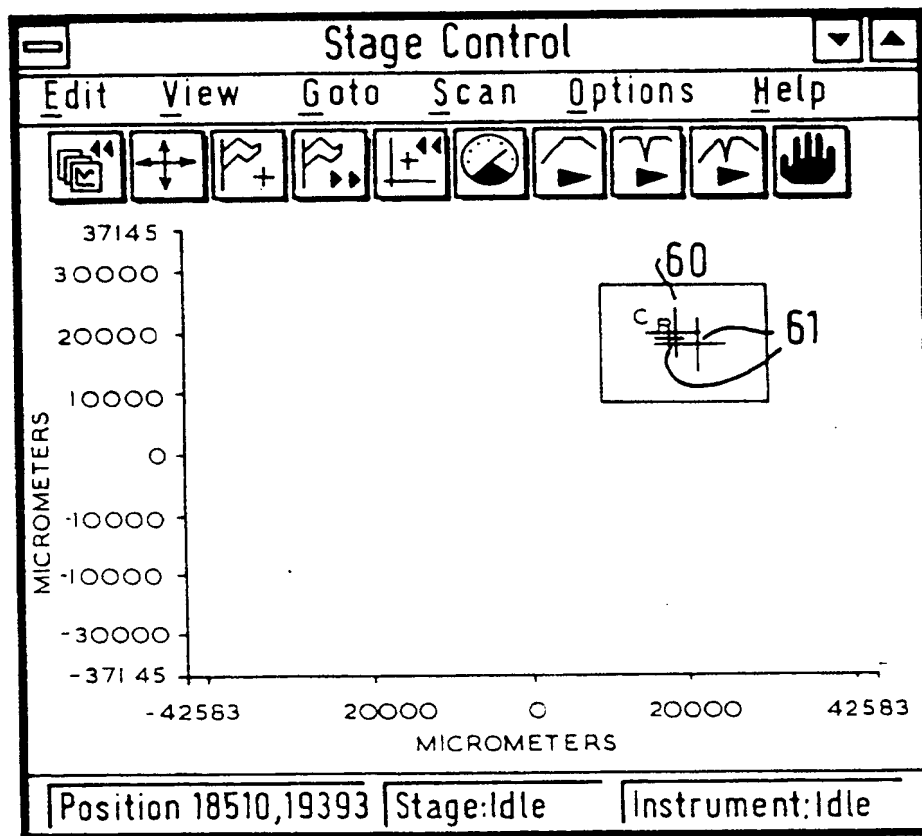 Stage Control
Edit View Goto Scan Options Help
37145
30000
20000
10000
0
-10000
-10000
-30000
-37145
MICROMETERS
60
C R
61
-42583 20000 0 20000 42583
MICROMETERS
Position 18510,19393 Stage:Idle Instrument:Idle